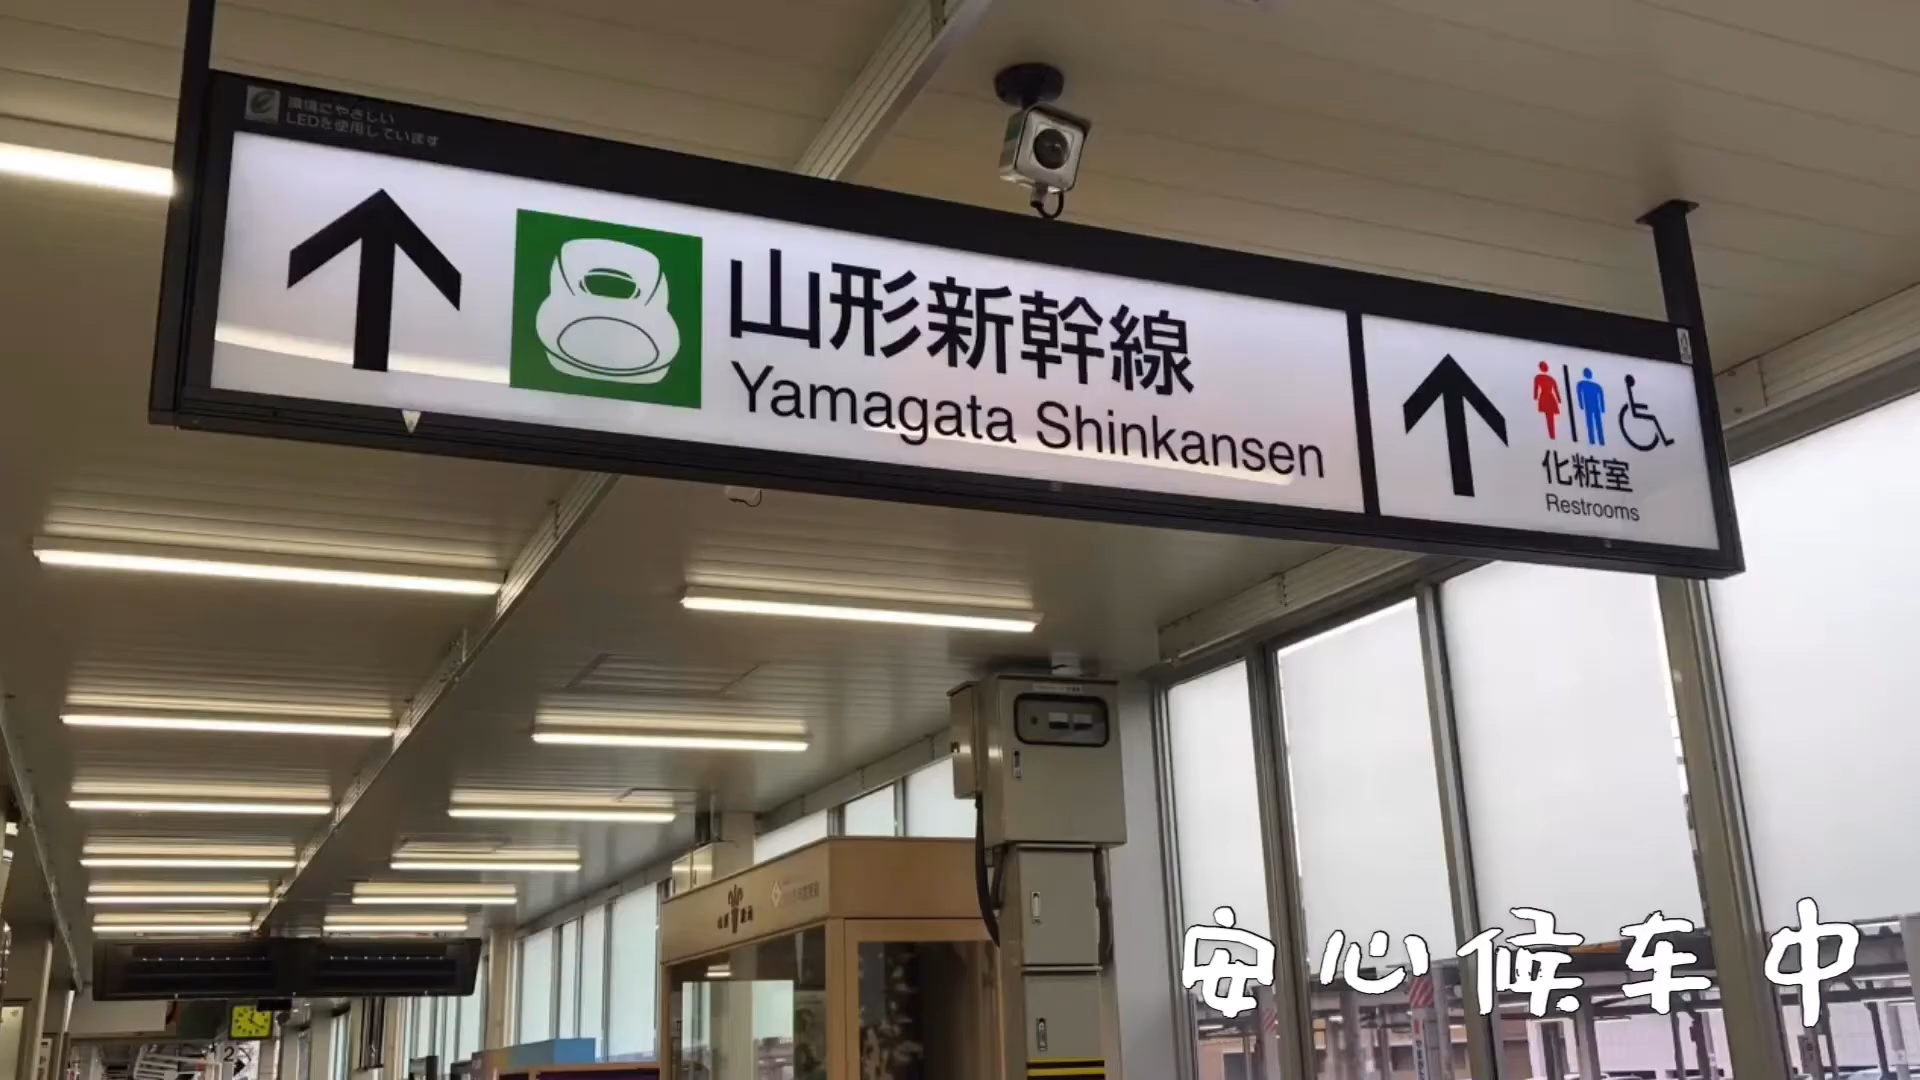 環境にやさしい
LEDを使用しています
山形新幹線
Yamagata Shinkansen
化粧室
Restrooms
安心候车中
2